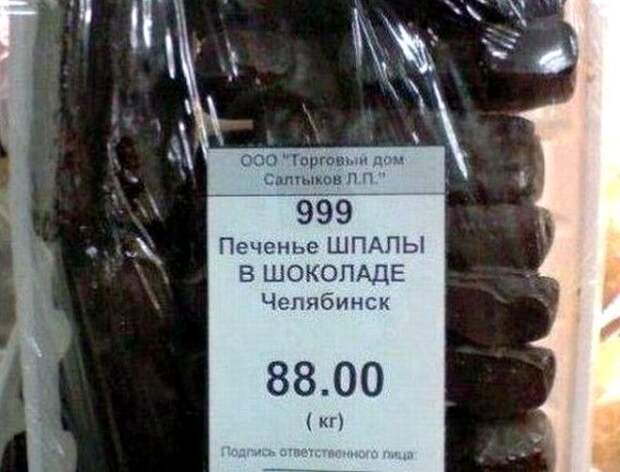 ООО "Торговый дом
Салтыков Л.П."
999
Печенье ШПАЛЫ
В ШОКОЛАДЕ
Челябинск
88.00
( кг)
Подпись ответственного лица: